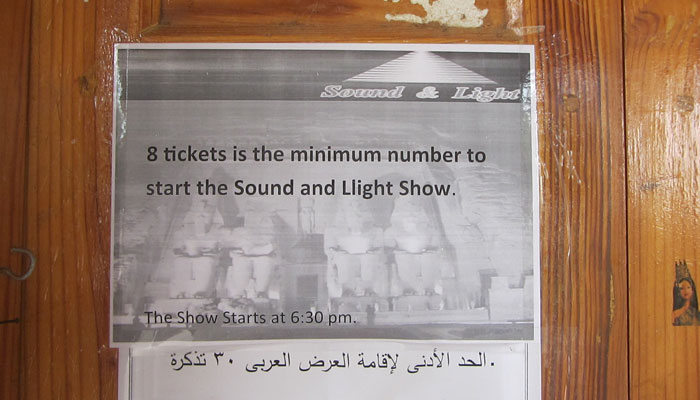 Sound & Light
8 tickets is the minimum number to
start the Sound and Llight Show.
The Show Starts at 6:30 pm.
الحد الأدنى لإقامة العرض العربى ٣٠ تذكرة.